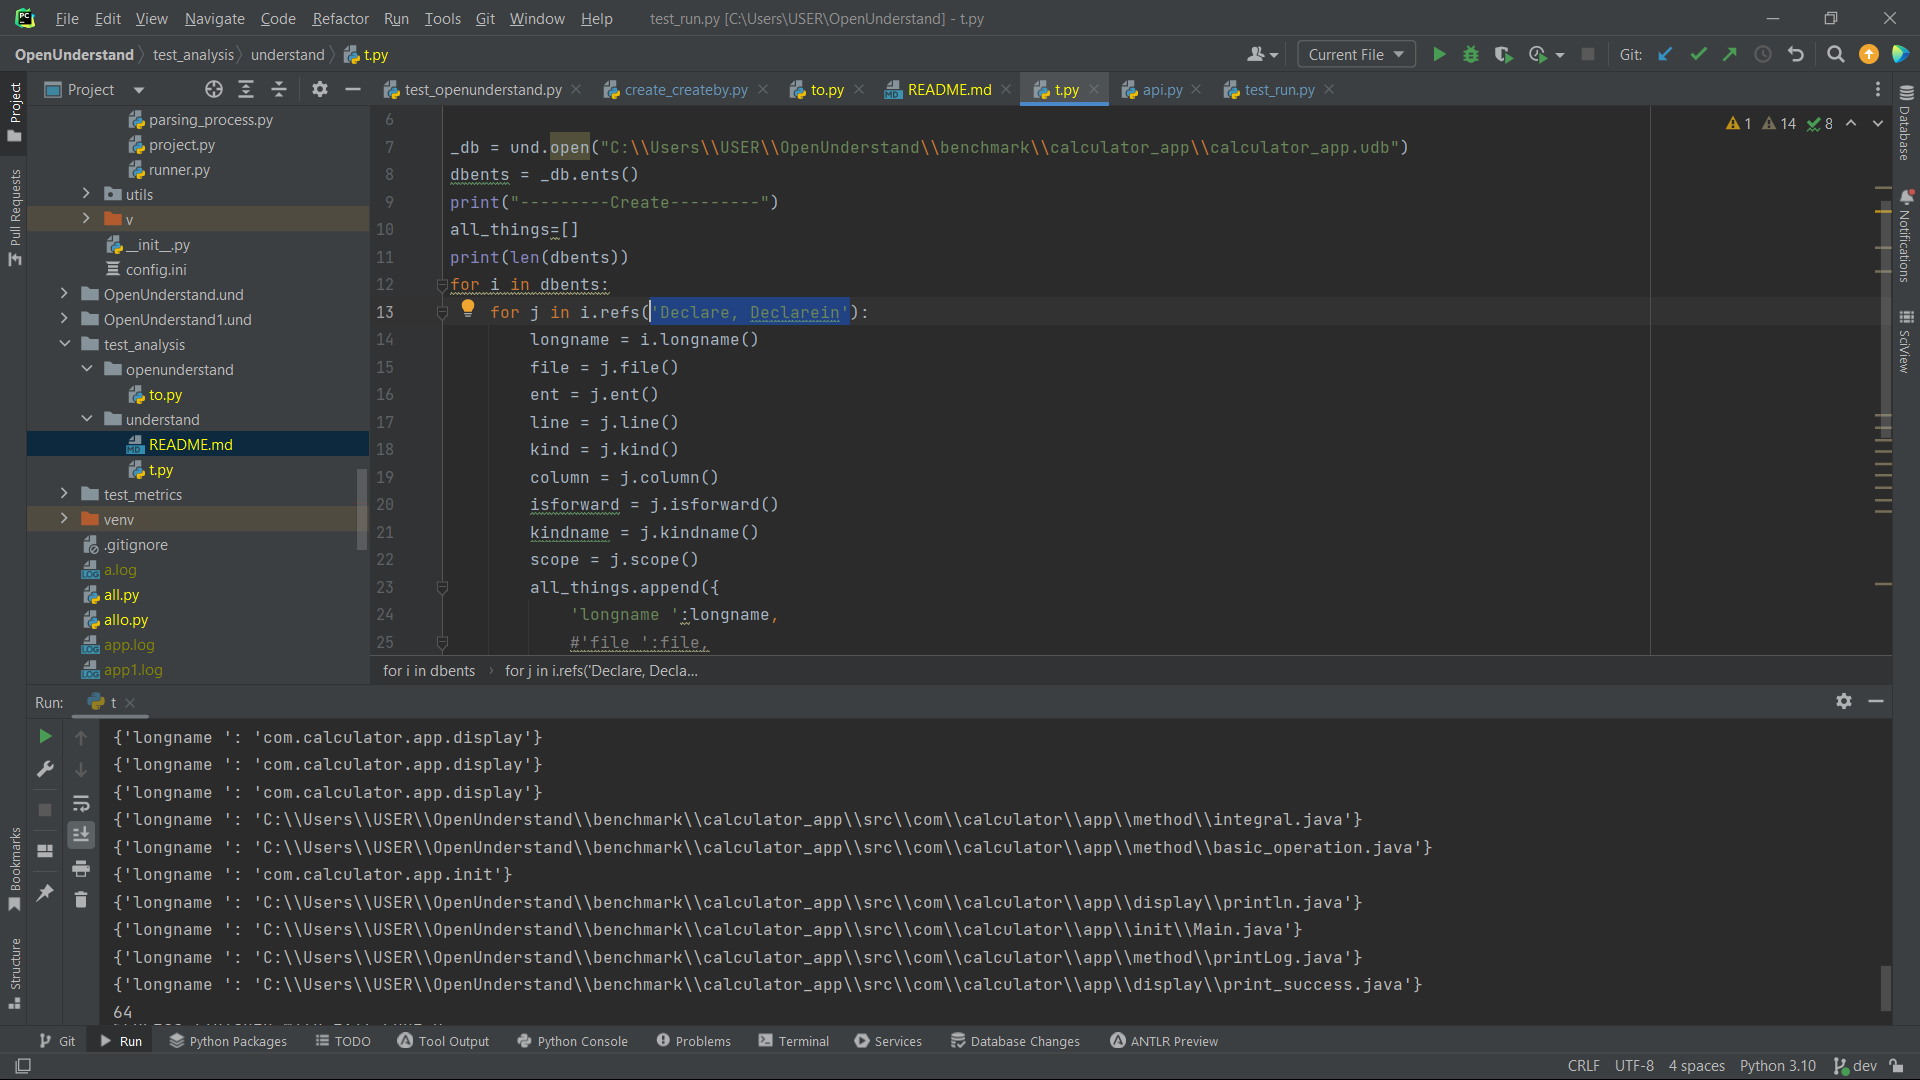 File Edit View Navigate Code Refactor Run Tools Git Window Help test_run.py [C:\Users\USER\OpenUnderstand] - t.py
OpenUnderstand test_analysis understand t.py Current File Git:
Project test_openunderstand.py create_createby.py to.py README.md t.py api.py test_run.py
Project
Pull Requests
Bookmarks
Structure
parsing_process.py
project.py
runner.py
utils
v
__init__.py
config.ini
OpenUnderstand.und
OpenUnderstand1.und
test_analysis
openunderstand
to.py
understand
README.md
t.py
test_metrics
venv
.gitignore
a.log
all.py
allo.py
app.log
app1.log
1 14 8
6
7 _db = und.open("C:\\Users\\USER\\OpenUnderstand\\benchmark\\calculator_app\\calculator_app.udb")
8 dbents = _db.ents()
9 print("---------Create---------")
10 all_things=[]
11 print(len(dbents))
12 for i in dbents:
13 for j in i.refs('Declare, Declarein'):
14 longname = i.longname()
15 file = j.file()
16 ent = j.ent()
17 line = j.line()
18 kind = j.kind()
19 column = j.column()
20 isforward = j.isforward()
21 kindname = j.kindname()
22 scope = j.scope()
23 all_things.append({
24 'longname ':longname,
25 #'file ':file,
for i in dbents for j in i.refs('Declare, Decla...
Database
Notifications
SciView
Run: t
{'longname ': 'com.calculator.app.display'}
{'longname ': 'com.calculator.app.display'}
{'longname ': 'com.calculator.app.display'}
{'longname ': 'C:\\Users\\USER\\OpenUnderstand\\benchmark\\calculator_app\\src\\com\\calculator\\app\\method\\integral.java'}
{'longname ': 'C:\\Users\\USER\\OpenUnderstand\\benchmark\\calculator_app\\src\\com\\calculator\\app\\method\\basic_operation.java'}
{'longname ': 'com.calculator.app.init'}
{'longname ': 'C:\\Users\\USER\\OpenUnderstand\\benchmark\\calculator_app\\src\\com\\calculator\\app\\display\\println.java'}
{'longname ': 'C:\\Users\\USER\\OpenUnderstand\\benchmark\\calculator_app\\src\\com\\calculator\\app\\init\\Main.java'}
{'longname ': 'C:\\Users\\USER\\OpenUnderstand\\benchmark\\calculator_app\\src\\com\\calculator\\app\\method\\printLog.java'}
{'longname ': 'C:\\Users\\USER\\OpenUnderstand\\benchmark\\calculator_app\\src\\com\\calculator\\app\\display\\print_success.java'}
64
Git Run Python Packages TODO Tool Output Python Console Problems Terminal Services Database Changes ANTLR Preview
CRLF UTF-8 4 spaces Python 3.10 dev